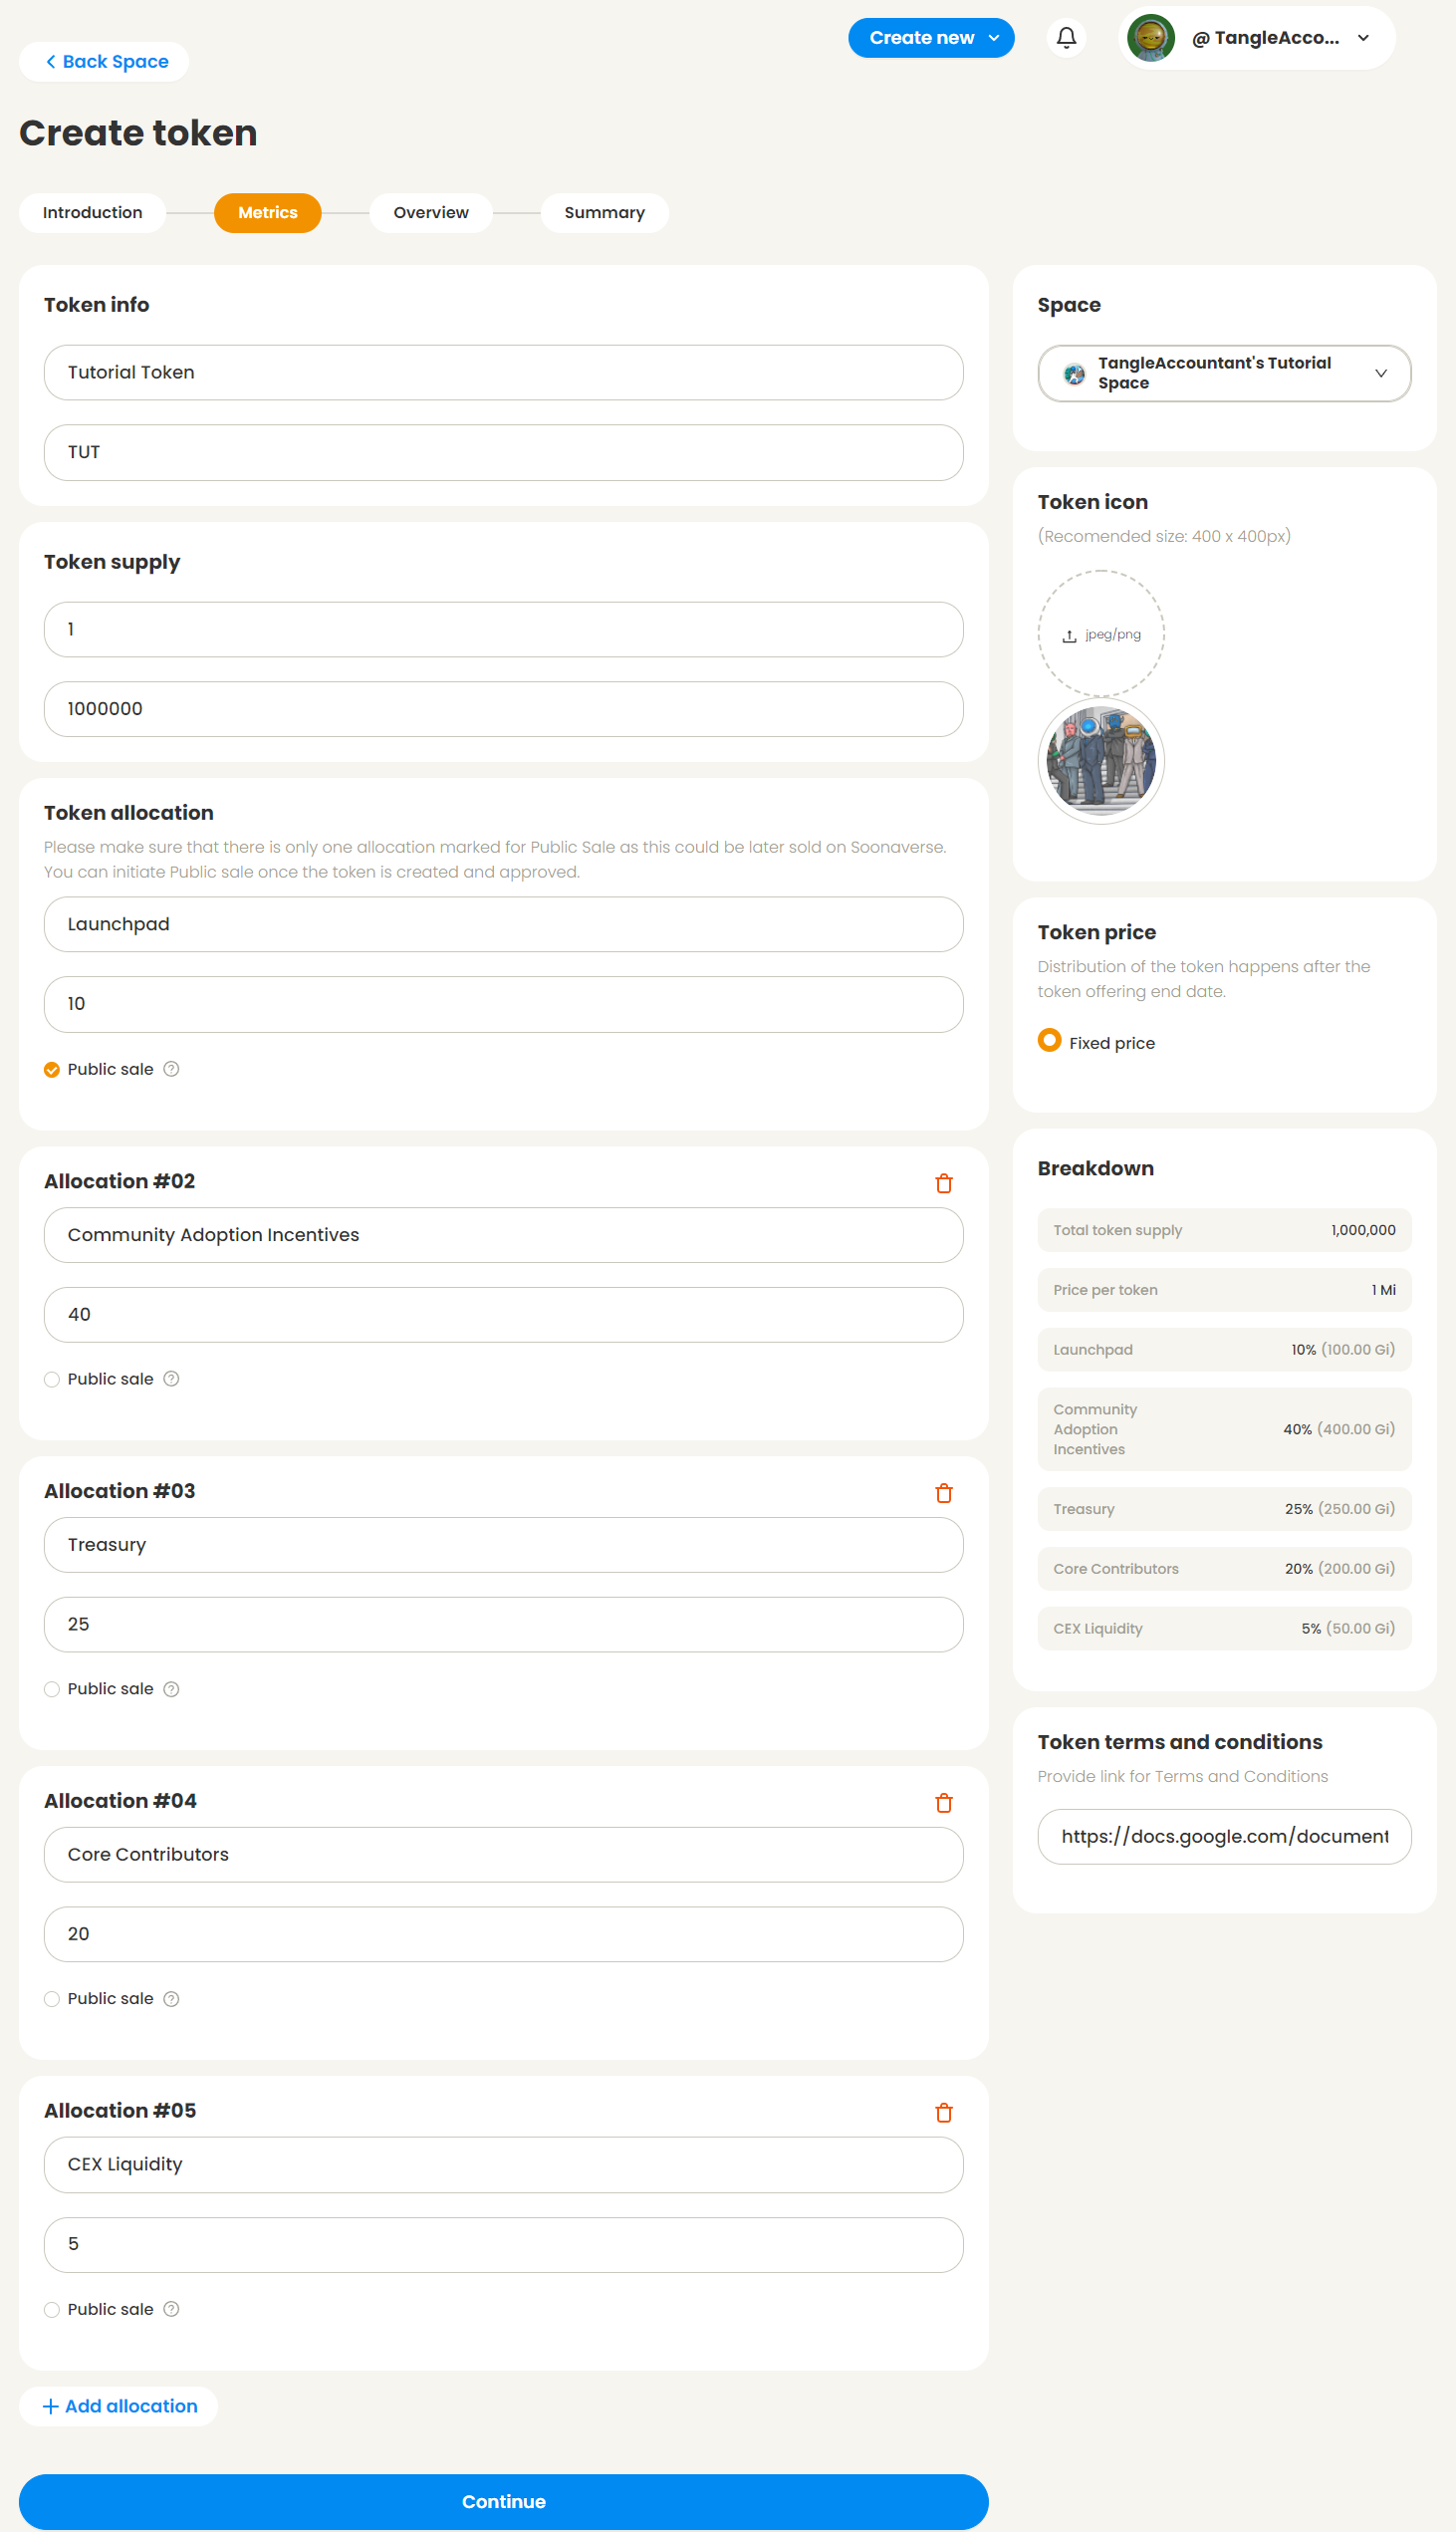 Create new
@ TangleAcco...
Back Space
Create token
Introduction
Metrics
Overview
Summary
Token info
Tutorial Token
TUT
Token supply
1
1000000
Token allocation
Please make sure that there is only one allocation marked for Public Sale as this could be later sold on Soonaverse.
You can initiate Public sale once the token is created and approved.
Launchpad
10
Public sale
Allocation #02
Community Adoption Incentives
40
Public sale
Allocation #03
Treasury
25
Public sale
Allocation #04
Core Contributors
20
Public sale
Allocation #05
CEX Liquidity
5
Public sale
+ Add allocation
Continue
Space
TangleAccountant's Tutorial
Space
Token icon
(Recomended size: 400 x 400px)
jpeg/png
Token price
Distribution of the token happens after the
token offering end date.
Fixed price
Breakdown
Total token supply 1,000,000
Price per token 1 Mi
Launchpad 10% (100.00 Gi)
Community
Adoption
Incentives
40% (400.00 Gi)
Treasury 25% (250.00 Gi)
Core Contributors 20% (200.00 Gi)
CEX Liquidity 5% (50.00 Gi)
Token terms and conditions
Provide link for Terms and Conditions
https://docs.google.com/document